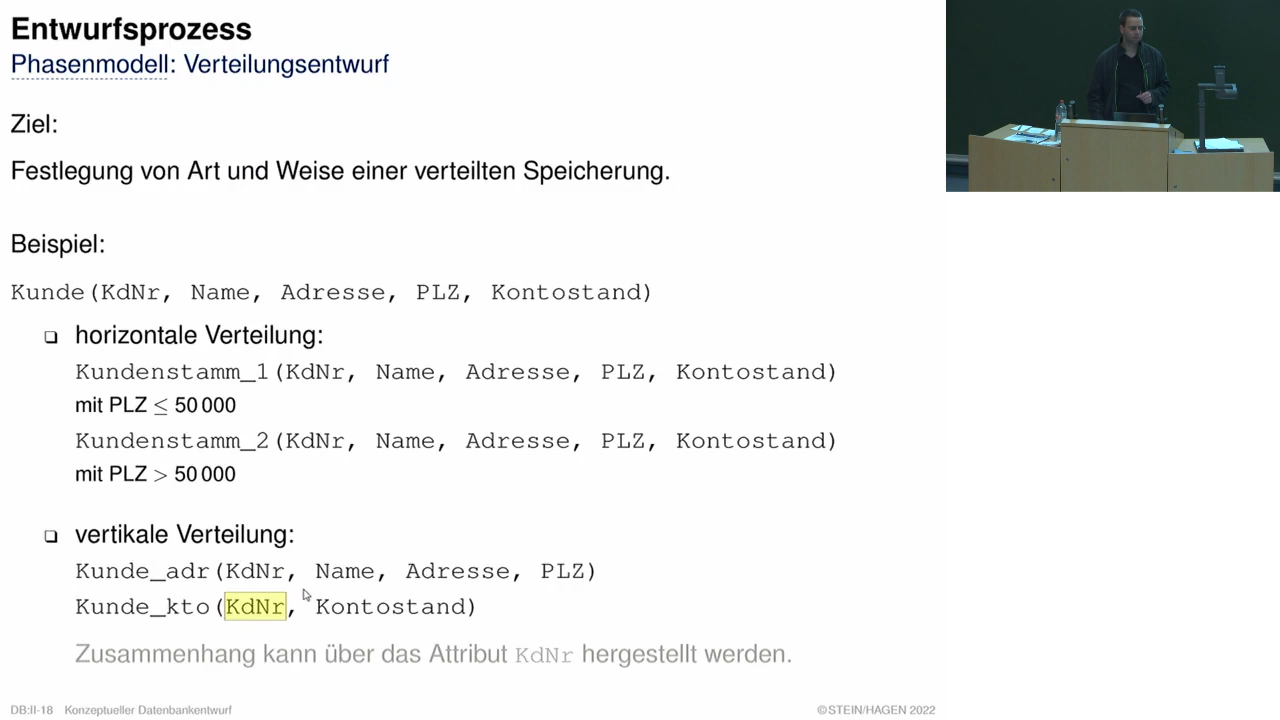 Entwurfsprozess
Phasenmodell: Verteilungsentwurf
Ziel:
Festlegung von Art und Weise einer verteilten Speicherung.
Beispiel:
Kunde(KdNr, Name, Adresse, PLZ, Kontostand)
❑ horizontale Verteilung:
Kundenstamm_1(KdNr, Name, Adresse, PLZ, Kontostand)
mit PLZ ≤ 50 000
Kundenstamm_2(KdNr, Name, Adresse, PLZ, Kontostand)
mit PLZ > 50 000
❑ vertikale Verteilung:
Kunde_adr(KdNr, Name, Adresse, PLZ)
Kunde_kto(KdNr, Kontostand)
Zusammenhang kann über das Attribut KdNr hergestellt werden.
DB:II-18 Konzeptueller Datenbankentwurf ©STEIN/HAGEN 2022